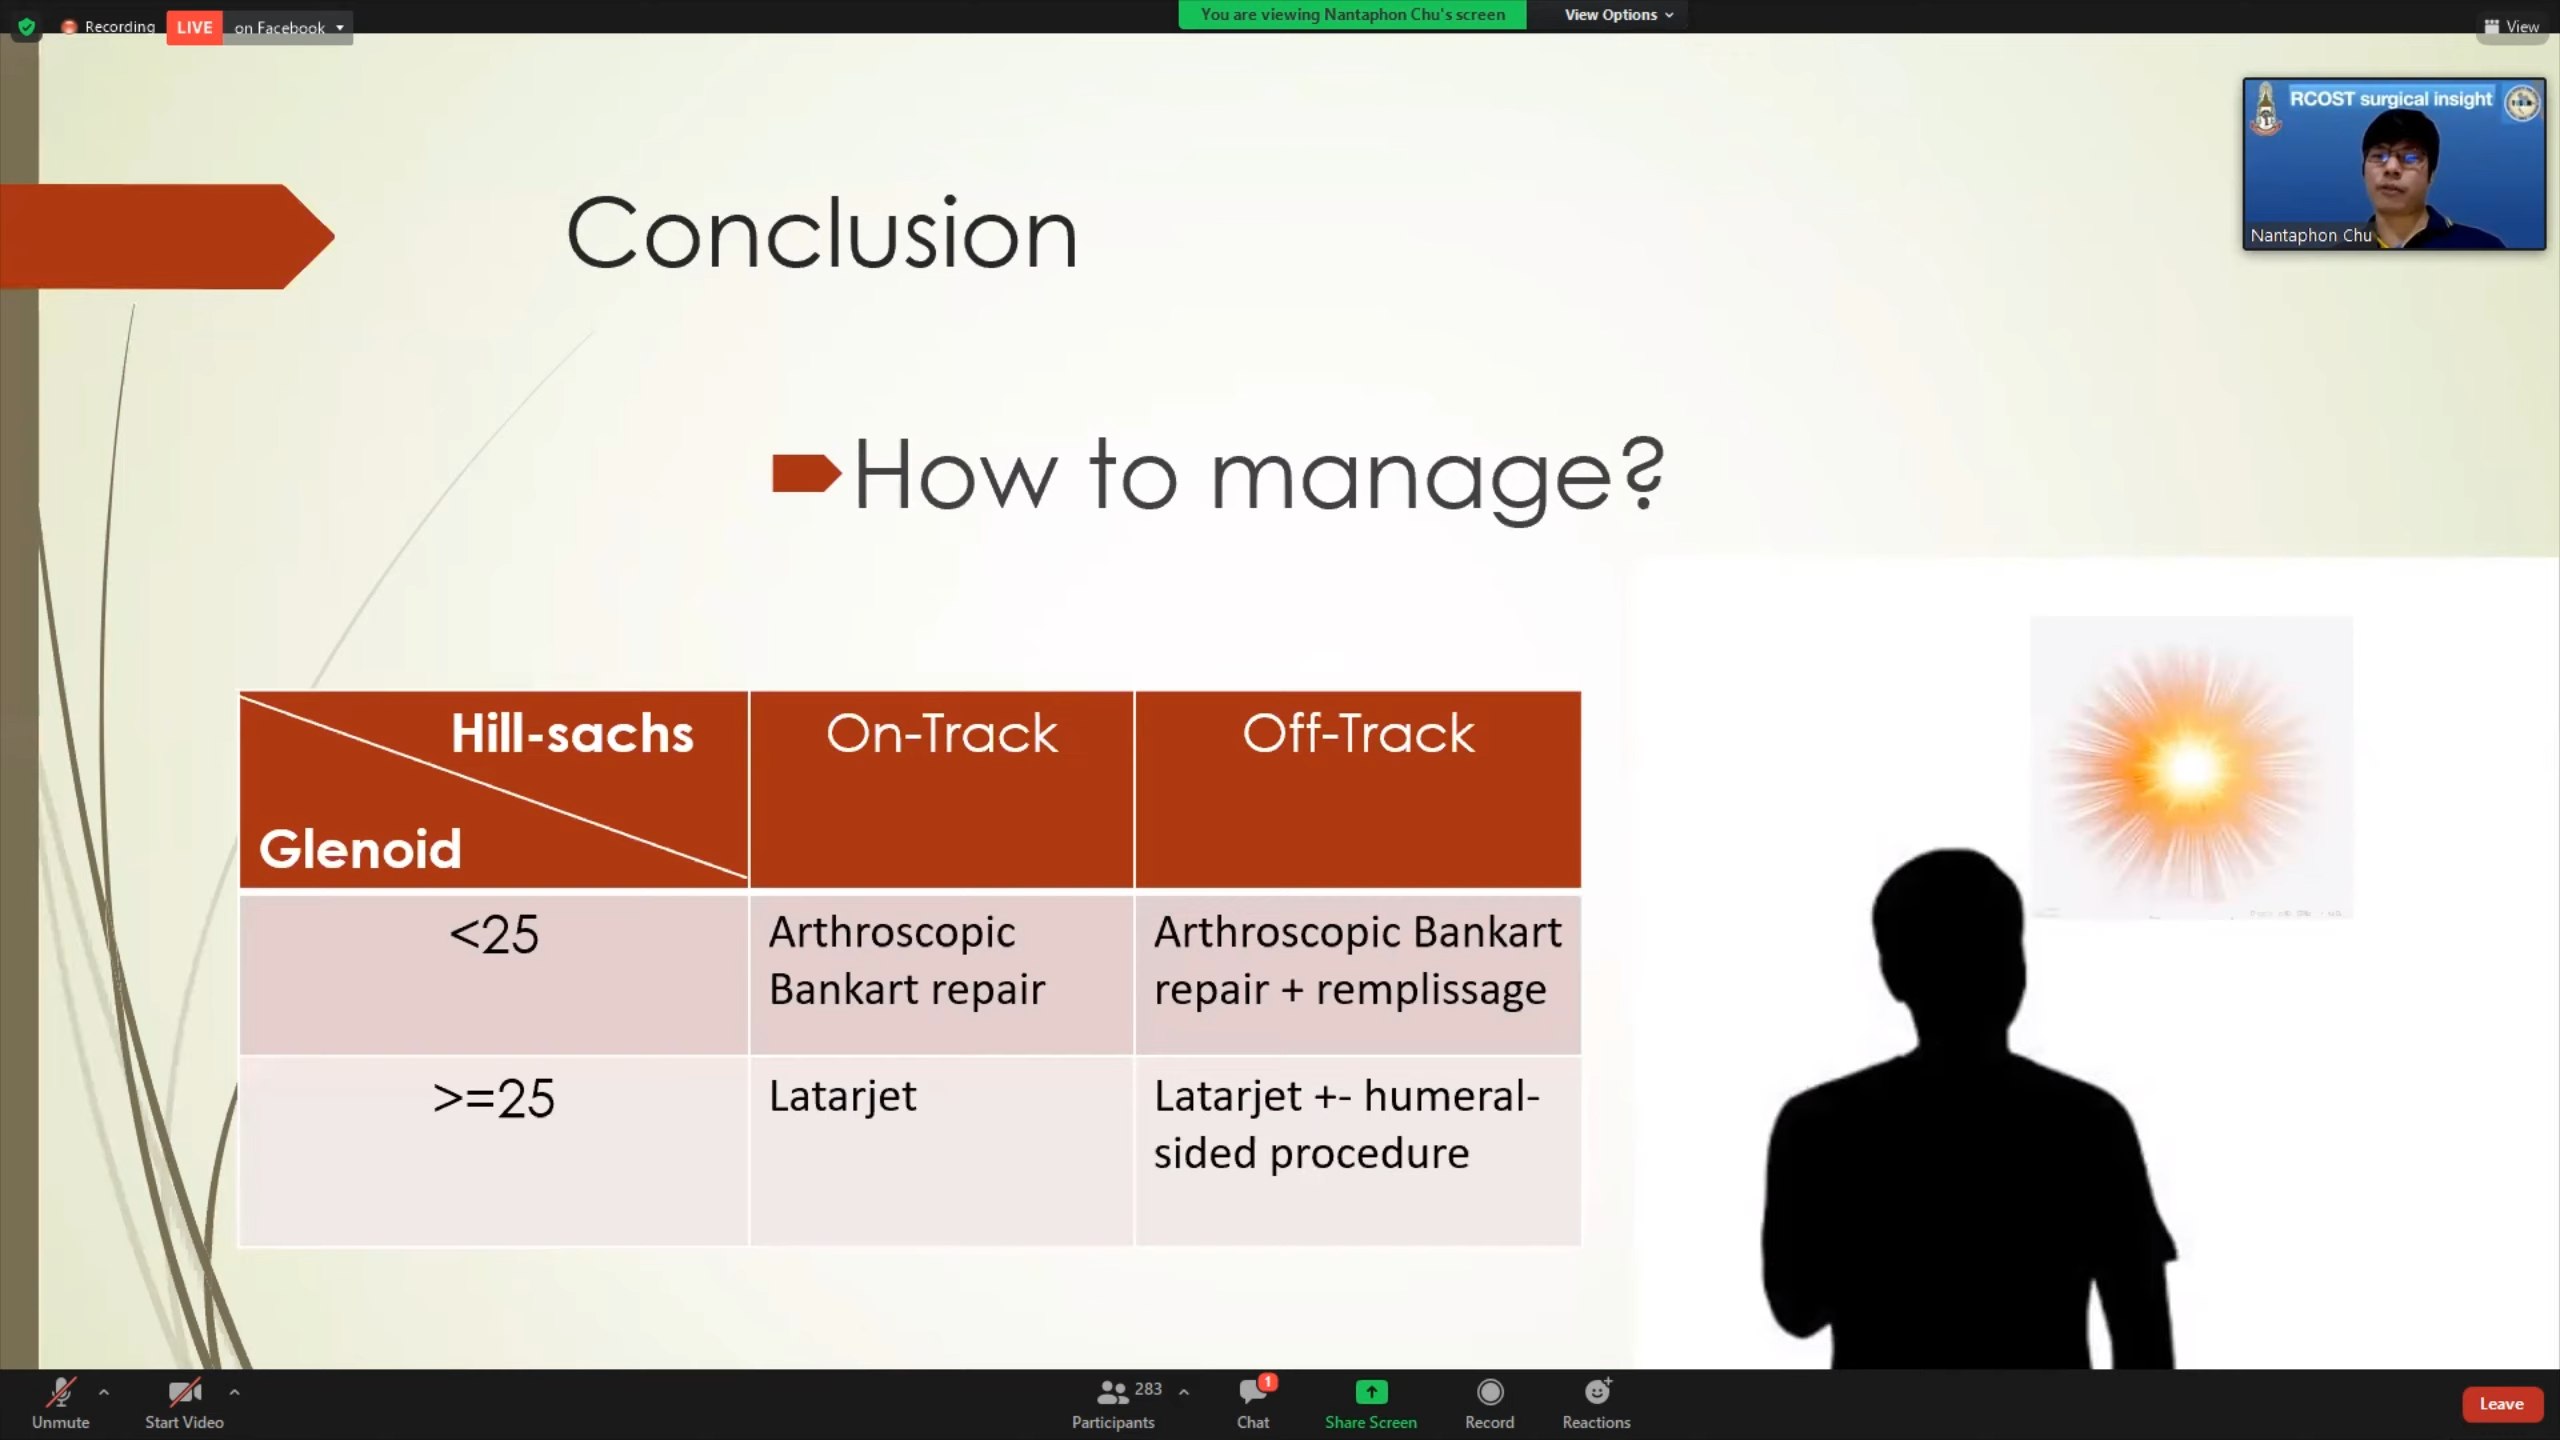 Recording
LIVE on Facebook
You are viewing Nantaphon Chu's screen
View Options
View
RCOST surgical insight
Nantaphon Chu
Conclusion
How to manage?
Hill-sachs
Glenoid
On-Track
Off-Track
<25
Arthroscopic
Bankart repair
Arthroscopic Bankart
repair + remplissage
>=25
Latarjet
Latarjet +- humeral-
sided procedure
Unmute
Start Video
283
Participants
1
Chat
Share Screen
Record
Reactions
Leave